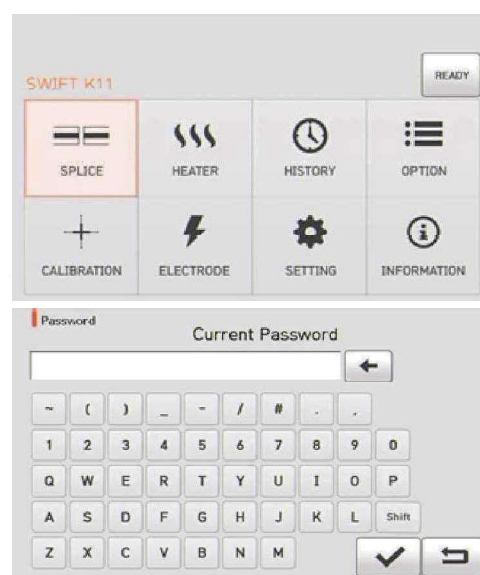 READY
SWIFT K11
SPLICE HEATER HISTORY OPTION
CALIBRATION ELECTRODE SETTING INFORMATION
Password
Current Password
~ ( ) _ - / # . ,
1 2 3 4 5 6 7 8 9 0
Q W E R T Y U I O P
A S D F G H J K L Shift
Z X C V B N M